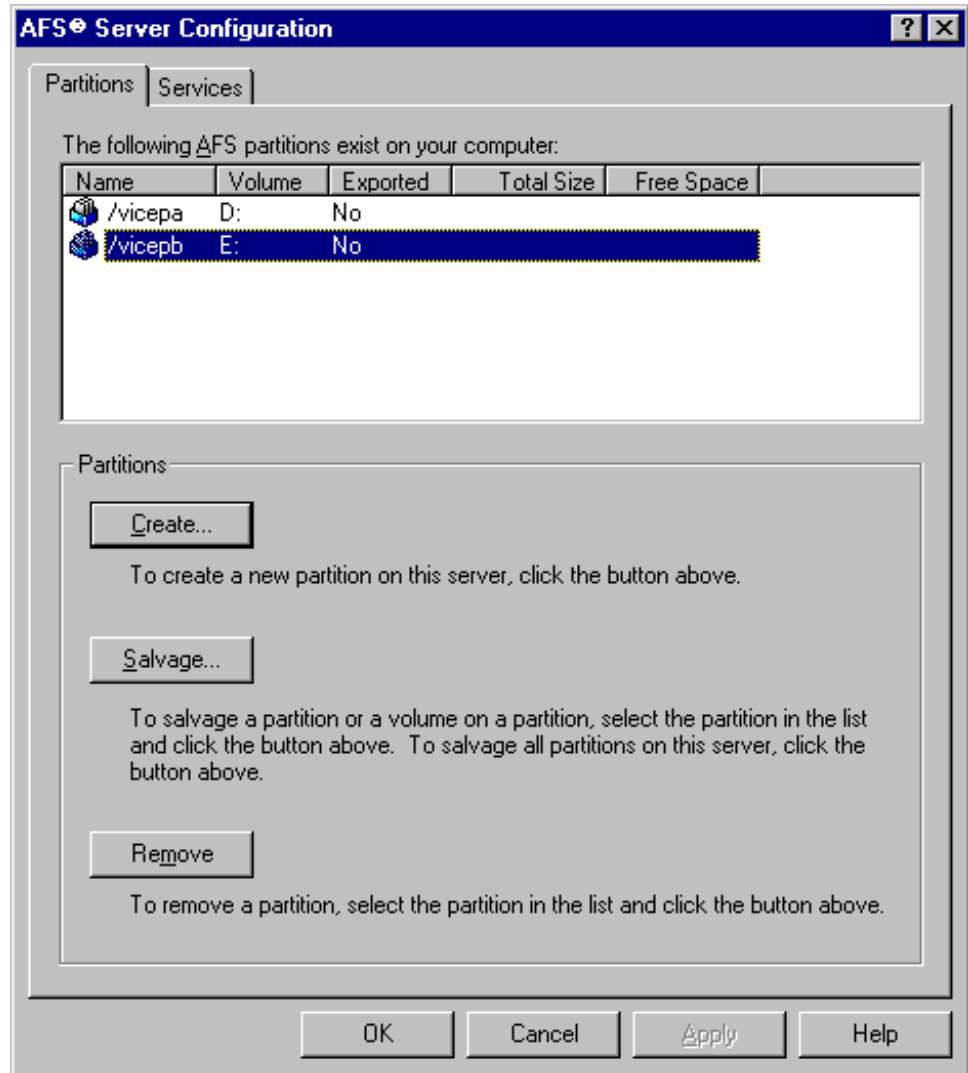 AFS® Server Configuration
Partitions Services
The following AFS partitions exist on your computer:
Name Volume Exported Total Size Free Space
/vicepa D: No
/vicepb E: No
Partitions
Create...
To create a new partition on this server, click the button above.
Salvage...
To salvage a partition or a volume on a partition, select the partition in the list
and click the button above. To salvage all partitions on this server, click the
button above.
Remove
To remove a partition, select the partition in the list and click the button above.
OK Cancel Apply Help